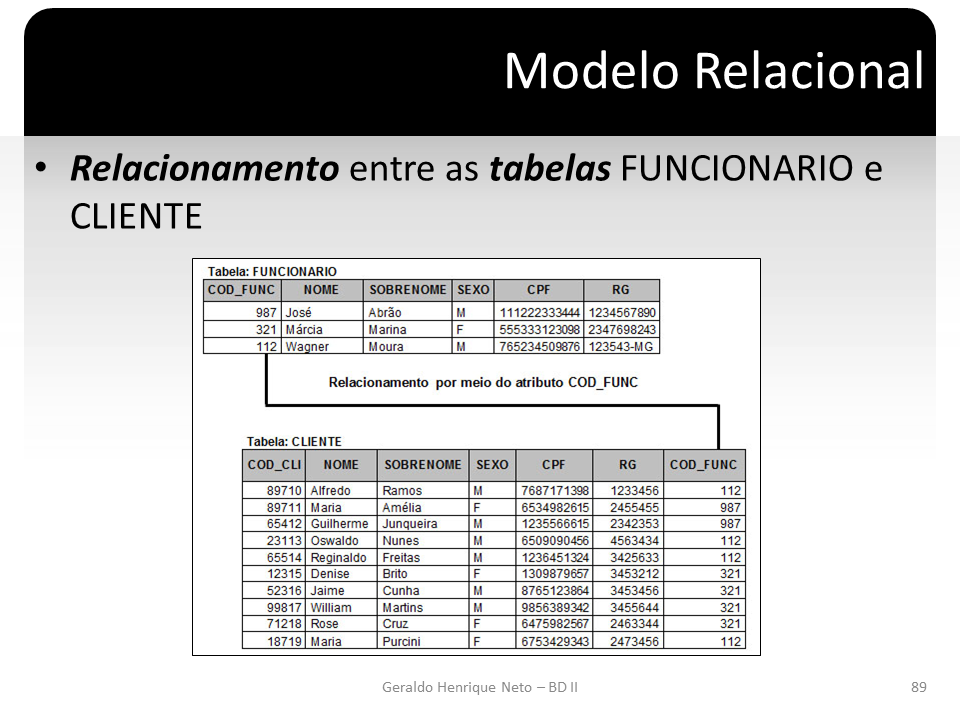 Modelo Relacional
• Relacionamento entre as tabelas FUNCIONARIO e
CLIENTE
Tabela: FUNCIONARIO
COD_FUNC NOME SOBRENOME SEXO CPF RG
987 José Abrão M 111222333444 1234567890
321 Márcia Marina F 555333123098 2347698243
112 Wagner Moura M 765234509876 123543-MG
Relacionamento por meio do atributo COD_FUNC
Tabela: CLIENTE
COD_CLI NOME SOBRENOME SEXO CPF RG COD_FUNC
89710 Alfredo Ramos M 7687171398 1233456 112
89711 Maria Amélia F 6534982615 2455455 987
65412 Guilherme Junqueira M 1235566615 2342353 987
23113 Oswaldo Nunes M 6509090456 4563434 112
65514 Reginaldo Freitas M 1236451324 3425633 112
12315 Denise Brito F 1309879657 3453212 321
52316 Jaime Cunha M 8765123864 3453456 321
99817 William Martins M 9856389342 3455644 321
71218 Rose Cruz F 6475982567 2463344 321
18719 Maria Purcini F 6753429343 2473456 112
Geraldo Henrique Neto – BD II 89